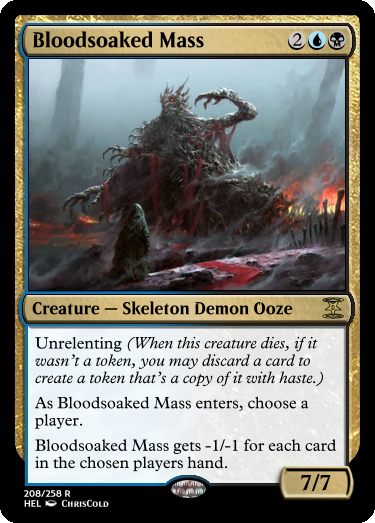 Bloodsoaked Mass 2
Creature — Skeleton Demon Ooze
Unrelenting (When this creature dies, if it
wasn't a token, you may discard a card to
create a token that's a copy of it with haste.)
As Bloodsoaked Mass enters, choose a
player.
Bloodsoaked Mass gets -1/-1 for each card
in the chosen players hand.
7/7
208/258 R
HEL ChrisCold